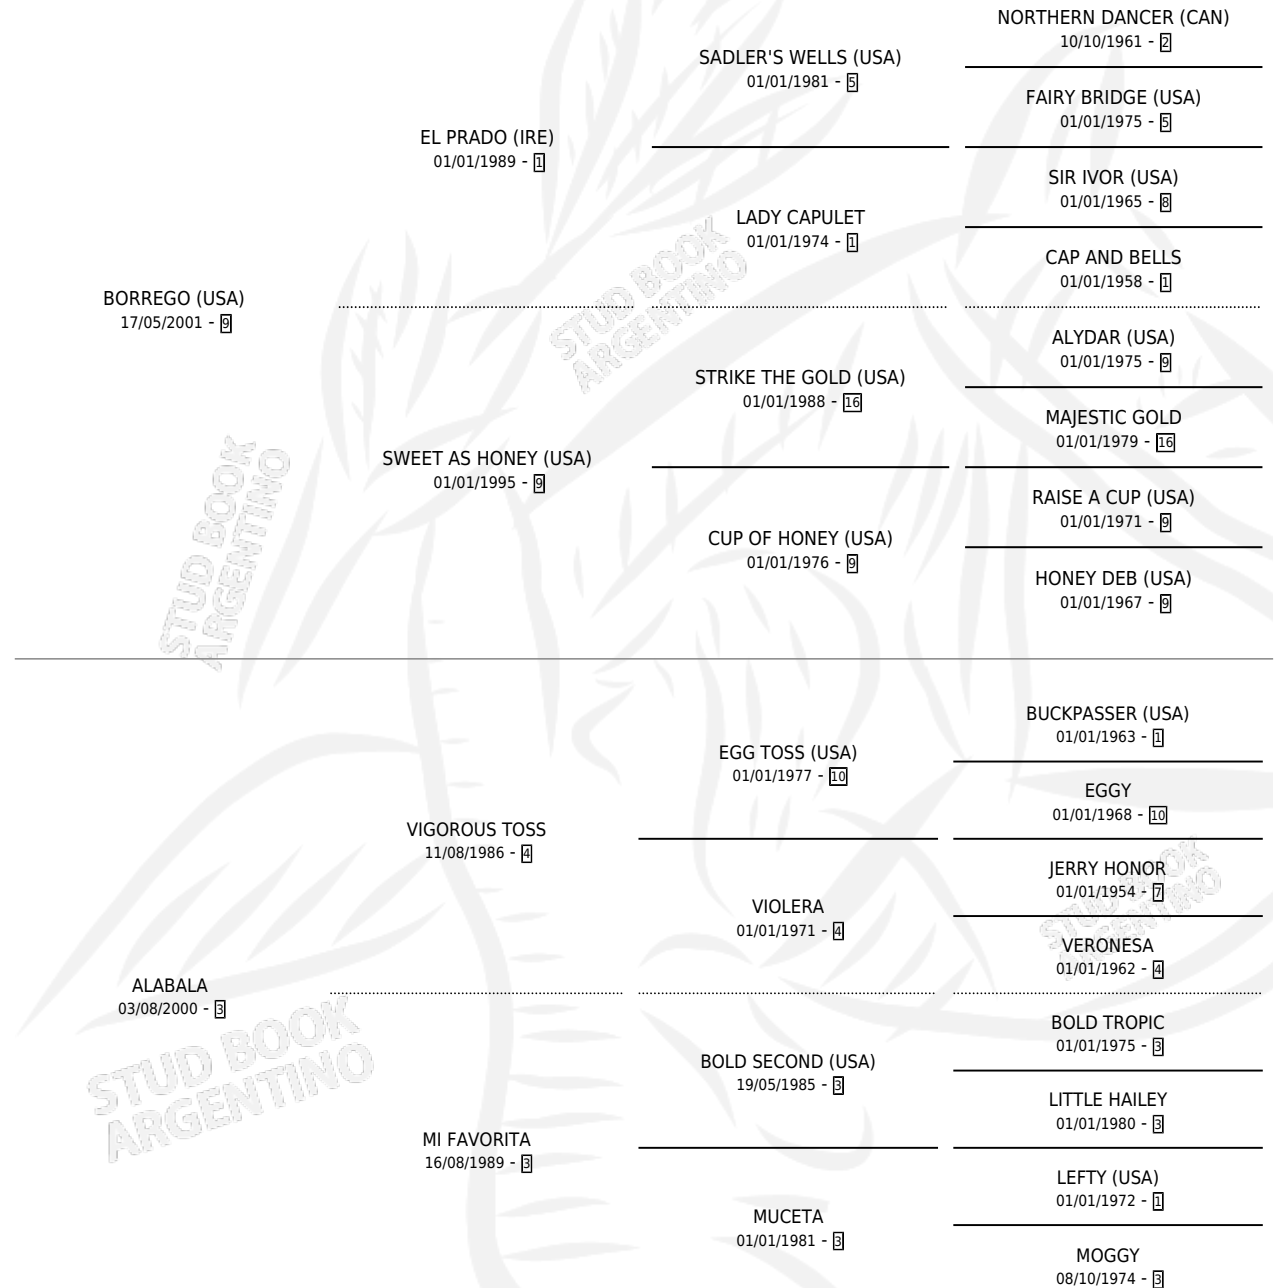 NORTHERN DANCER (CAN)
10/10/1961 - 2
SADLER'S WELLS (USA)
01/01/1981 - 5
FAIRY BRIDGE (USA)
01/01/1975 - 5
EL PRADO (IRE)
01/01/1989 - 1
SIR IVOR (USA)
01/01/1965 - 8
LADY CAPULET
01/01/1974 - 1
CAP AND BELLS
01/01/1958 - 1
BORREGO (USA)
17/05/2001 - 9
ALYDAR (USA)
01/01/1975 - 9
STRIKE THE GOLD (USA)
01/01/1988 - 16
MAJESTIC GOLD
01/01/1979 - 16
SWEET AS HONEY (USA)
01/01/1995 - 9
RAISE A CUP (USA)
01/01/1971 - 9
CUP OF HONEY (USA)
01/01/1976 - 9
HONEY DEB (USA)
01/01/1967 - 9
BUCKPASSER (USA)
01/01/1963 - 1
EGG TOSS (USA)
01/01/1977 - 10
EGGY
01/01/1968 - 10
VIGOROUS TOSS
11/08/1986 - 4
JERRY HONOR
01/01/1954 - 7
VIOLERA
01/01/1971 - 4
VERONESA
01/01/1962 - 4
ALABALA
03/08/2000 - 3
BOLD TROPIC
01/01/1975 - 3
BOLD SECOND (USA)
19/05/1985 - 3
LITTLE HAILEY
01/01/1980 - 3
MI FAVORITA
16/08/1989 - 3
LEFTY (USA)
01/01/1972 - 1
MUCETA
01/01/1981 - 3
MOGGY
08/10/1974 - 3
STUD BOOK
ARGENTINO
STUD BOOK
ARGENTINO
STUD BOOK
ARGENTINO
STUD BOOK
ARGENTINO